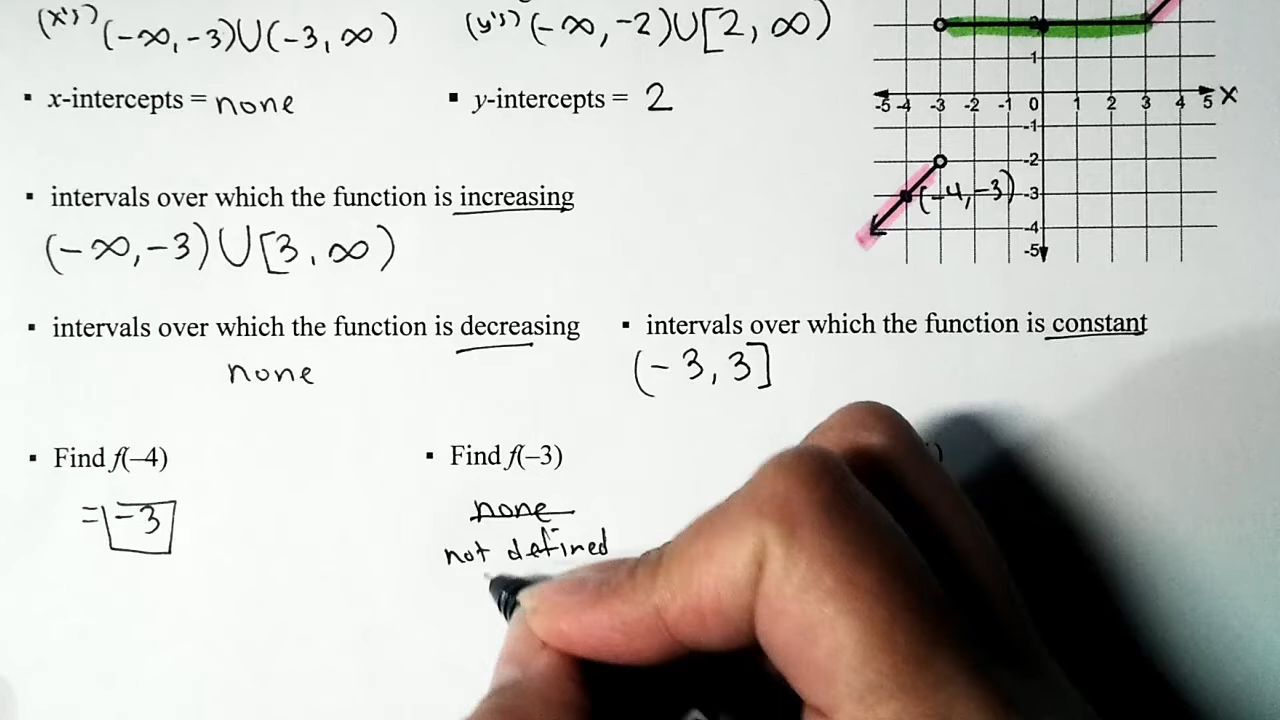 (x's) (-∞, -3)∪(-3, ∞) (y's) (-∞, -2)∪[2, ∞)
▪ x-intercepts = none ▪ y-intercepts = 2
▪ intervals over which the function is increasing
(-∞, -3)∪[3, ∞)
▪ intervals over which the function is decreasing ▪ intervals over which the function is constant
none (-3, 3]
▪ Find f(–4) ▪ Find f(–3)
= -3 none
not defined
1
-5 -4 -3 -2 -1 0 1 2 3 4 5 X
-1
-2
(-4, -3) -3
-4
-5